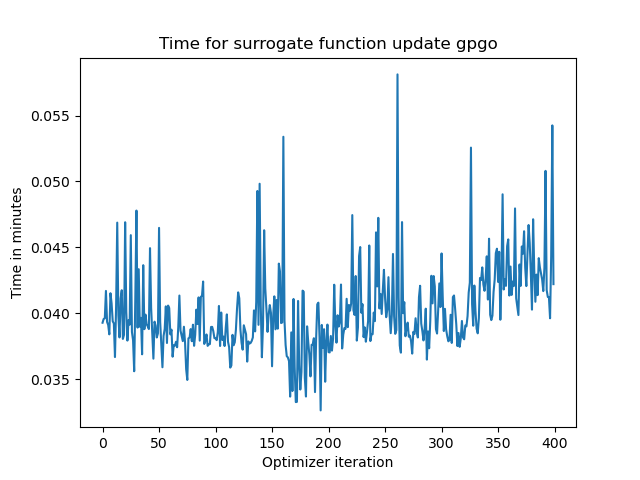 Time for surrogate function update gpgo
Time in minutes
0.055
0.050
0.045
0.040
0.035
0 50 100 150 200 250 300 350 400
Optimizer iteration